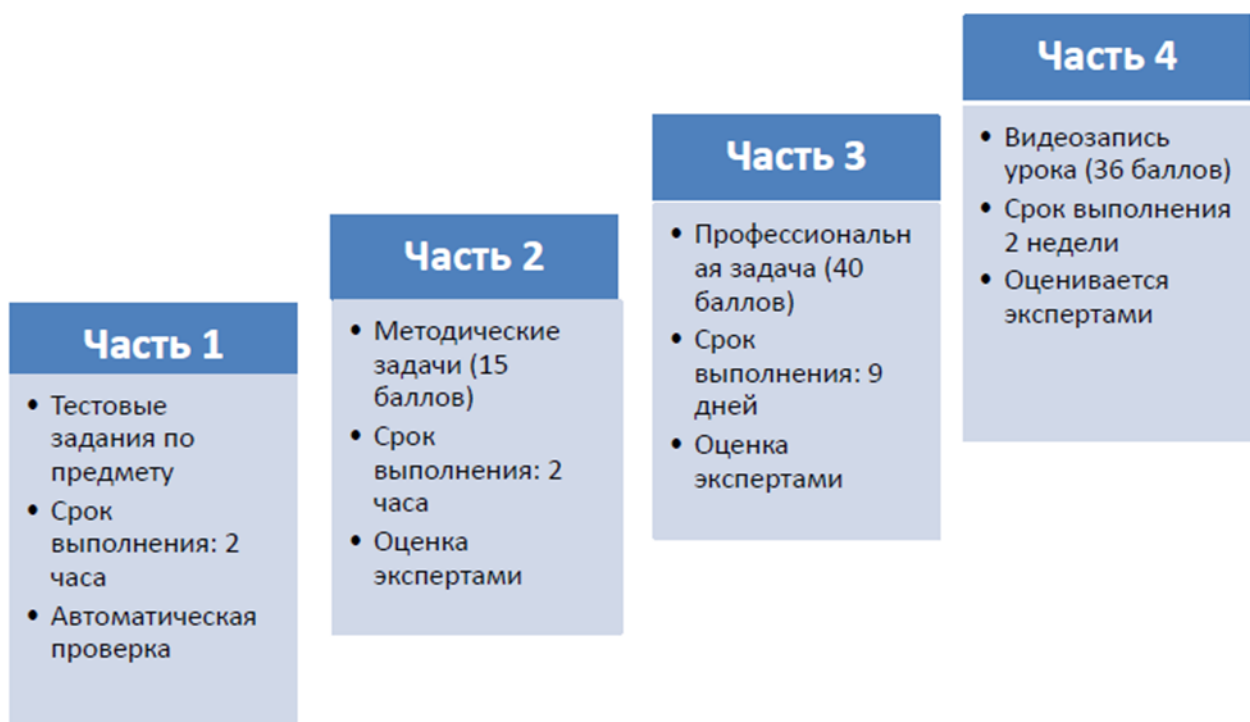 Часть 1
• Тестовые
задания по
предмету
• Срок
выполнения: 2
часа
• Автоматическая
проверка
Часть 2
• Методические
задачи (15
баллов)
• Срок
выполнения: 2
часа
• Оценка
экспертами
Часть 3
• Профессиональн
ая задача (40
баллов)
• Срок
выполнения: 9
дней
• Оценка
экспертами
Часть 4
• Видеозапись
урока (36 баллов)
• Срок выполнения
2 недели
• Оценивается
экспертами